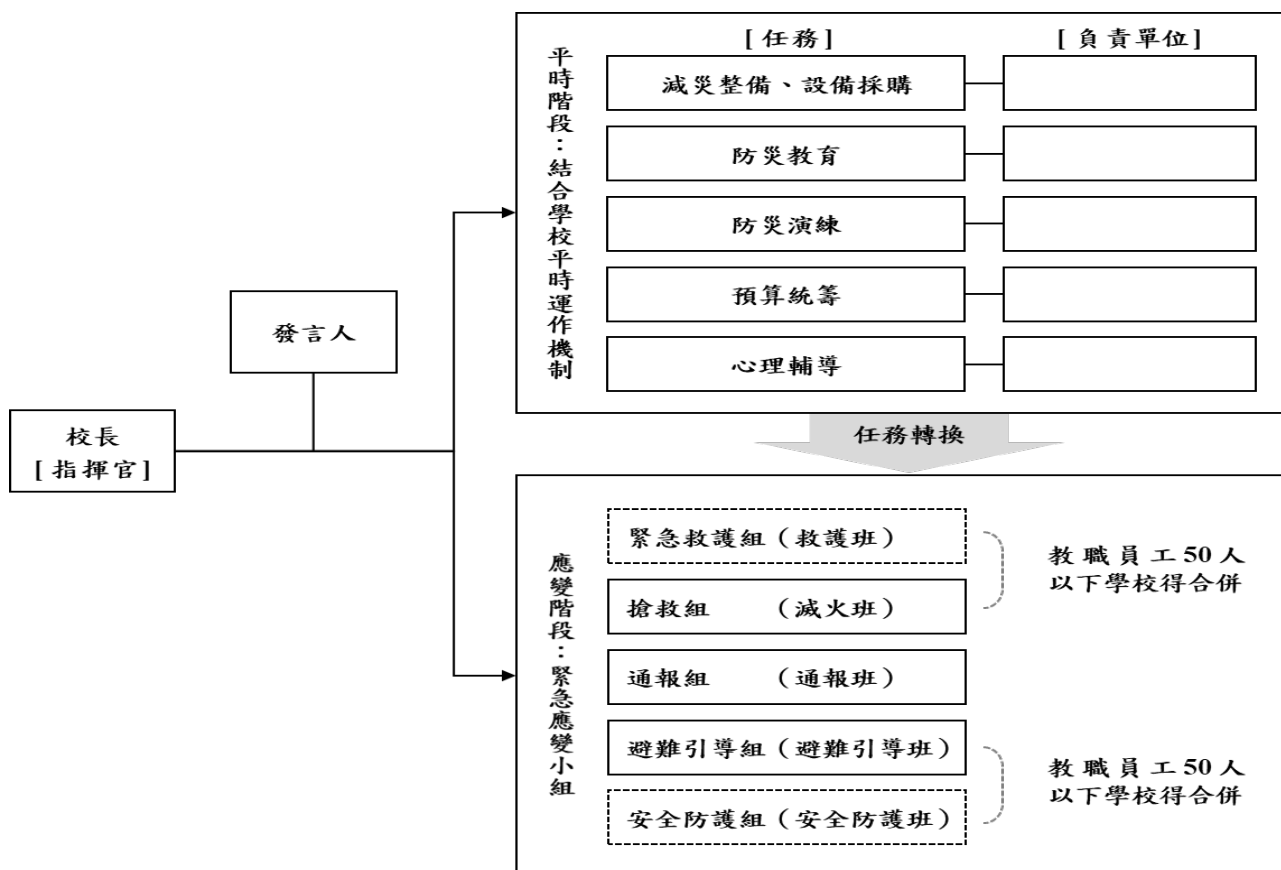 校長
[指揮官]
發言人
平時階段：結合學校平時運作機制
[任務]
[負責單位]
減災整備、設備採購
防災教育
防災演練
預算統籌
心理輔導
任務轉換
應變階段：緊急應變小組
緊急救護組（救護班）
搶救組　　（滅火班）
通報組　　（通報班）
避難引導組（避難引導班）
安全防護組（安全防護班）
教職員工50人
以下學校得合併
教職員工50人
以下學校得合併